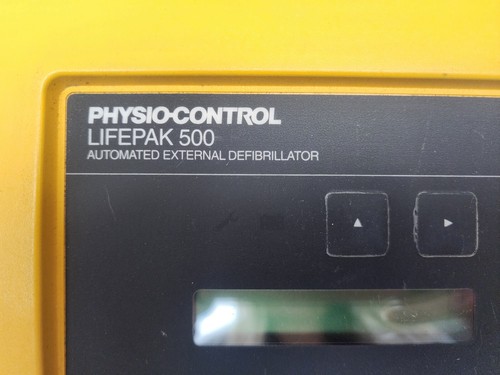 PHYSIO-CONTROL
LIFEPAK 500
AUTOMATED EXTERNAL DEFIBRILLATOR